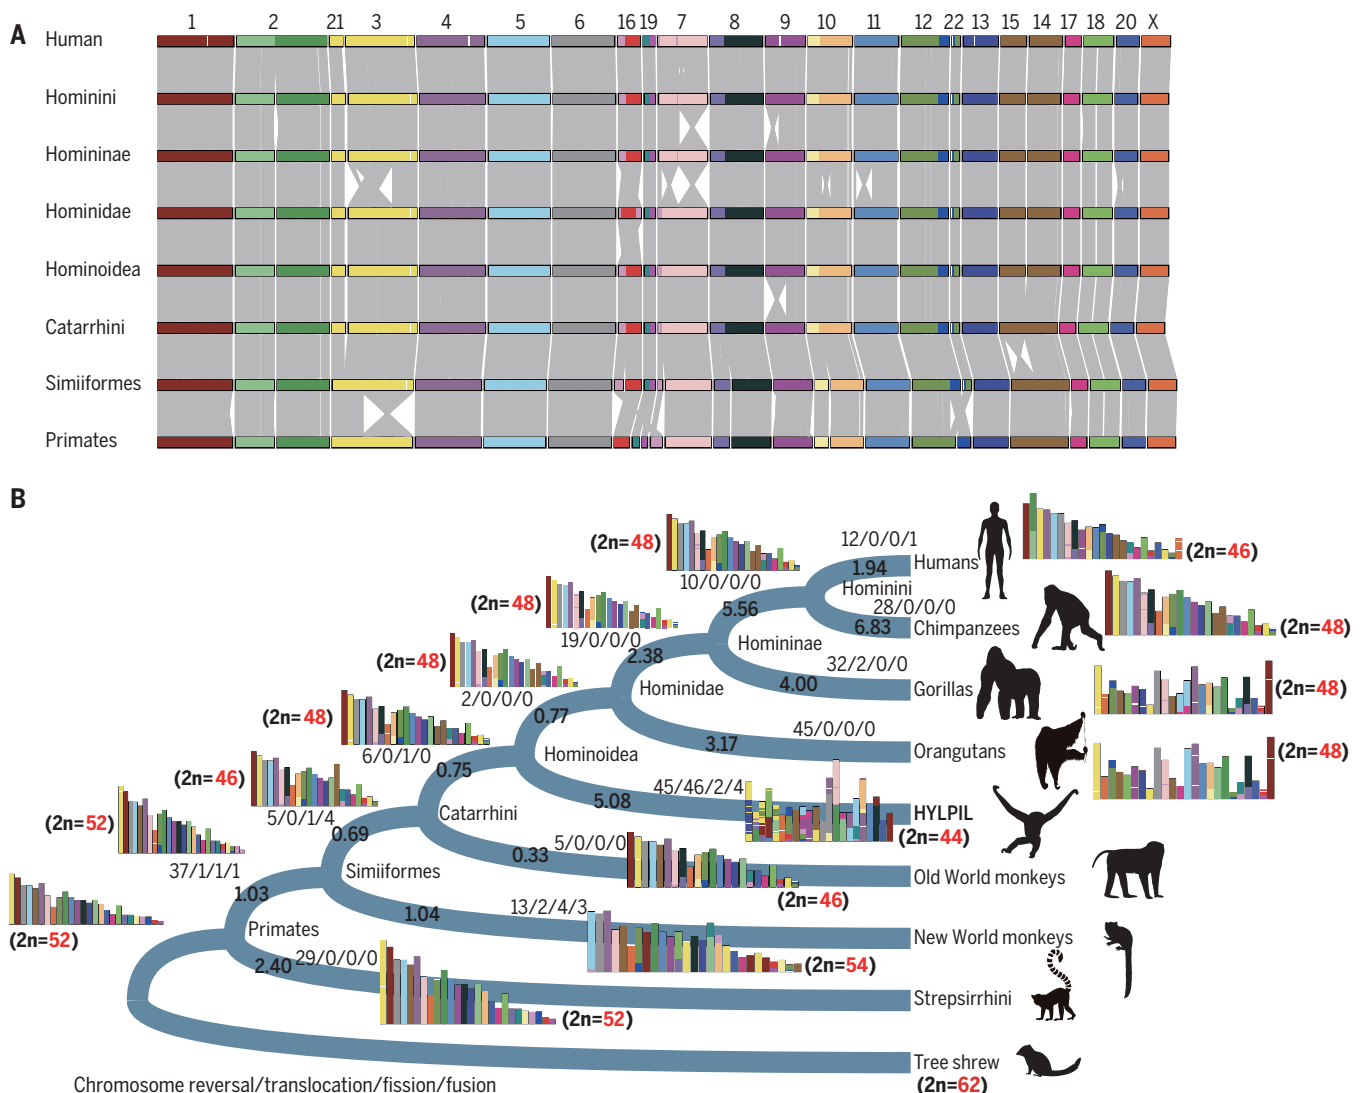 A
1 2 21 3 4 5 6 16 19 7 8 9 10 11 12 22 13 15 14 17 18 20 X
Human
Hominini
Homininae
Hominidae
Hominoidea
Catarrhini
Simiiformes
Primates
B
(2n=48)
12/0/0/1
(2n=46)
Humans
1.94
10/0/0/0
Hominini
(2n=48)
5.56
28/0/0/0
6.83
Chimpanzees
(2n=48)
19/0/0/0
2.38
Homininae
(2n=48)
32/2/0/0
4.00
Gorillas
(2n=48)
2/0/0/0
Hominidae
(2n=48)
0.77
45/0/0/0
3.17
Orangutans
(2n=48)
6/0/1/0
Hominoidea
(2n=46)
0.75
45/46/2/4
5.08
HYLPIL
(2n=44)
5/0/1/4
Catarrhini
(2n=52)
0.69
5/0/0/0
0.33
Old World monkeys
(2n=46)
37/1/1/1
Simiiformes
1.03
13/2/4/3
1.04
New World monkeys
(2n=54)
(2n=52)
Primates
2.40
29/0/0/0
Strepsirrhini
(2n=52)
Tree shrew
(2n=62)
Chromosome reversal/translocation/fission/fusion